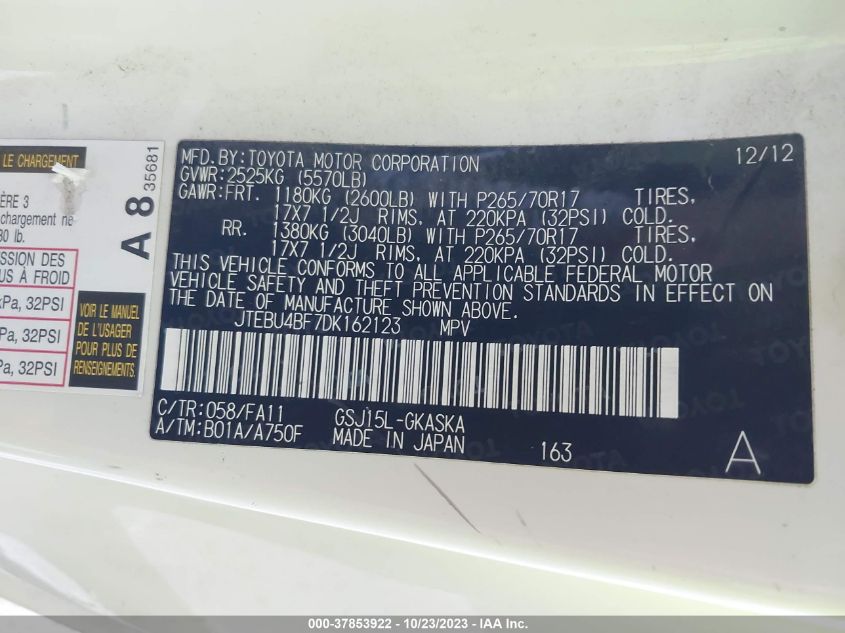 LE CHARGEMENT
ÈRE 3
chargement ne
30 lb.
SSION DES
US À FROID
kPa, 32PSI
Pa, 32PSI
Pa, 32PSI
A 8 35681
VOIR LE MANUEL
DE L'USAGER
POUR PLUS DE
RENSEIGNEMENTS.
MFD. BY: TOYOTA MOTOR CORPORATION 12/12
GVWR: 2525KG (5570LB)
GAWR: FRT. 1180KG (2600LB) WITH P265/70R17 TIRES,
17X7 1/2J RIMS, AT 220KPA (32PSI) COLD.
RR. 1380KG (3040LB) WITH P265/70R17 TIRES,
17X7 1/2J RIMS, AT 220KPA (32PSI) COLD.
THIS VEHICLE CONFORMS TO ALL APPLICABLE FEDERAL MOTOR
VEHICLE SAFETY AND THEFT PREVENTION STANDARDS IN EFFECT ON
THE DATE OF MANUFACTURE SHOWN ABOVE.
JTEBU4BF7DK162123 MPV
C/TR: 058/FA11 GSJ15L-GKASKA
A/TM: B01A/A750F MADE IN JAPAN 163 A
000-37853922 - 10/23/2023 - IAA Inc.